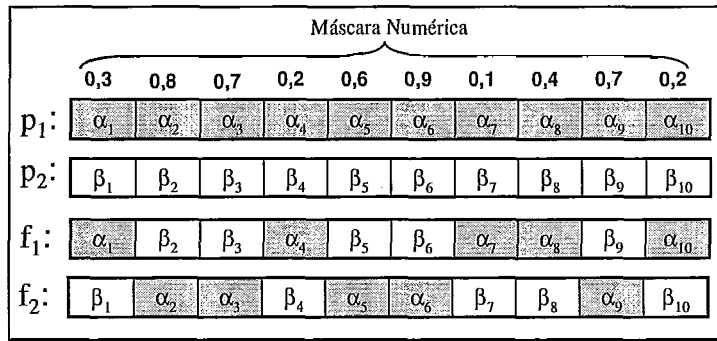 Máscara Numérica
0,3 0,8 0,7 0,2 0,6 0,9 0,1 0,4 0,7 0,2
p₁: α₁ α₂ α₃ α₄ α₅ α₆ α₇ α₈ α₉ α₁₀
p₂: β₁ β₂ β₃ β₄ β₅ β₆ β₇ β₈ β₉ β₁₀
f₁: α₁ β₂ β₃ α₄ β₅ β₆ α₇ α₈ β₉ α₁₀
f₂: β₁ α₂ α₃ β₄ α₅ α₆ β₇ β₈ α₉ β₁₀